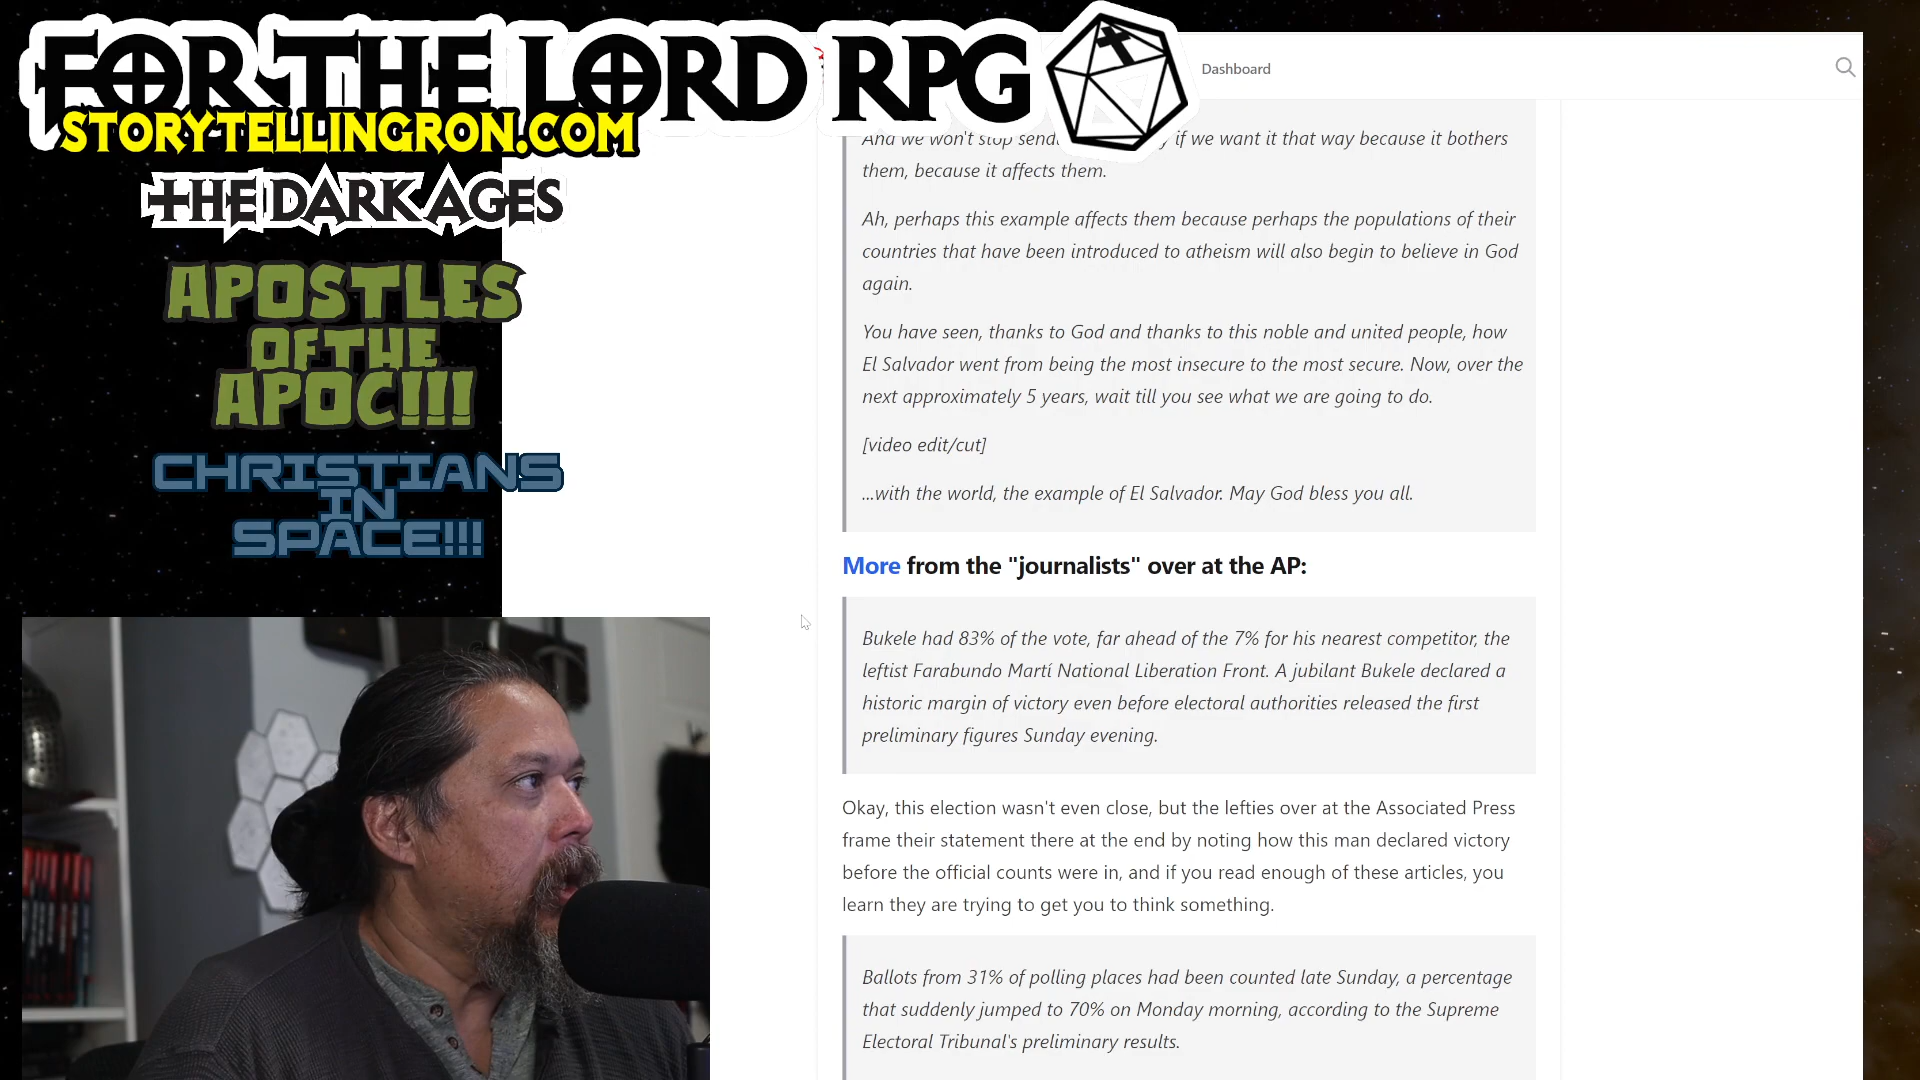 FOR THE LORD RPG
STORYTELLINGRON.COM
THE DARK AGES
APOSTLES
OF THE
APOC!!!
CHRISTIANS
IN
SPACE!!!
Dashboard
And we won't stop if we want it that way because it bothers
them, because it affects them.
Ah, perhaps this example affects them because perhaps the populations of their
countries that have been introduced to atheism will also begin to believe in God
again.
You have seen, thanks to God and thanks to this noble and united people, how
El Salvador went from being the most insecure to the most secure. Now, over the
next approximately 5 years, wait till you see what we are going to do.
[video edit/cut]
...with the world, the example of El Salvador. May God bless you all.
More from the "journalists" over at the AP:
Bukele had 83% of the vote, far ahead of the 7% for his nearest competitor, the
leftist Farabundo Martí National Liberation Front. A jubilant Bukele declared a
historic margin of victory even before electoral authorities released the first
preliminary figures Sunday evening.
Okay, this election wasn't even close, but the lefties over at the Associated Press
frame their statement there at the end by noting how this man declared victory
before the official counts were in, and if you read enough of these articles, you
learn they are trying to get you to think something.
Ballots from 31% of polling places had been counted late Sunday, a percentage
that suddenly jumped to 70% on Monday morning, according to the Supreme
Electoral Tribunal's preliminary results.